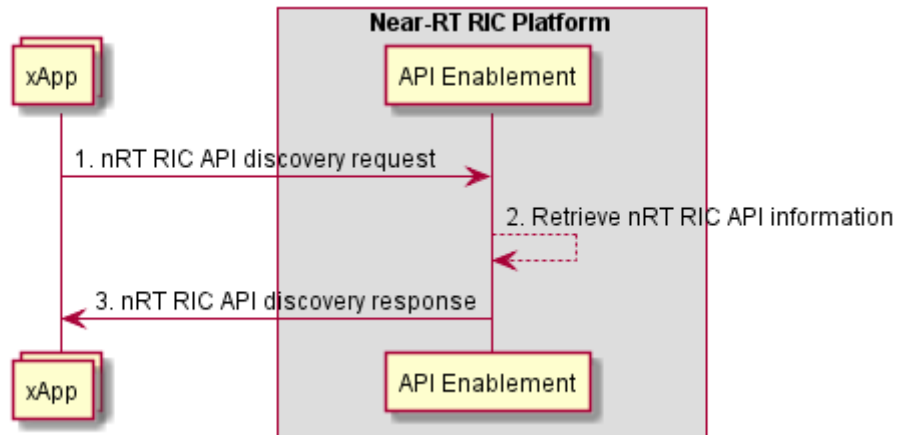 Near-RT RIC Platform
xApp
API Enablement
1. nRT RIC API discovery request
2. Retrieve nRT RIC API information
3. nRT RIC API discovery response
xApp
API Enablement